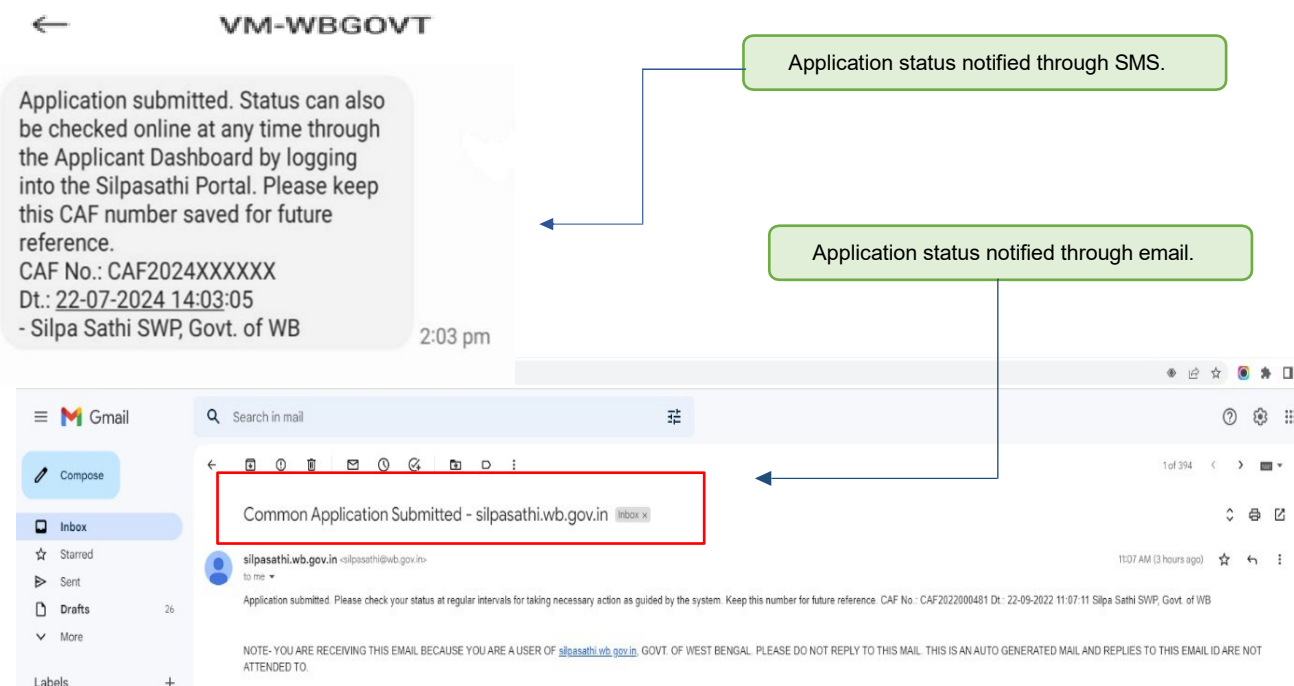 VM-WBGOVT
Application submitted. Status can also
be checked online at any time through
the Applicant Dashboard by logging
into the Silpasathi Portal. Please keep
this CAF number saved for future
reference.
CAF No.: CAF2024XXXXXX
Dt.: 22-07-2024 14:03:05
- Silpa Sathi SWP, Govt. of WB
2:03 pm
Application status notified through SMS.
Application status notified through email.
Gmail
Search in mail
Compose
1 of 394
Inbox
Starred
Sent
Drafts 26
More
Labels +
Common Application Submitted - silpasathi.wb.gov.in Inbox x
silpasathi.wb.gov.in <silpasathi@wb.gov.in> 11:07 AM (3 hours ago)
to me
Application submitted. Please check your status at regular intervals for taking necessary action as guided by the system. Keep this number for future reference. CAF No.: CAF2022000481 Dt.: 22-09-2022 11:07:11 Silpa Sathi SWP, Govt. of WB
NOTE- YOU ARE RECEIVING THIS EMAIL BECAUSE YOU ARE A USER OF silpasathi.wb.gov.in, GOVT. OF WEST BENGAL. PLEASE DO NOT REPLY TO THIS MAIL. THIS IS AN AUTO GENERATED MAIL AND REPLIES TO THIS EMAIL ID ARE NOT
ATTENDED TO.